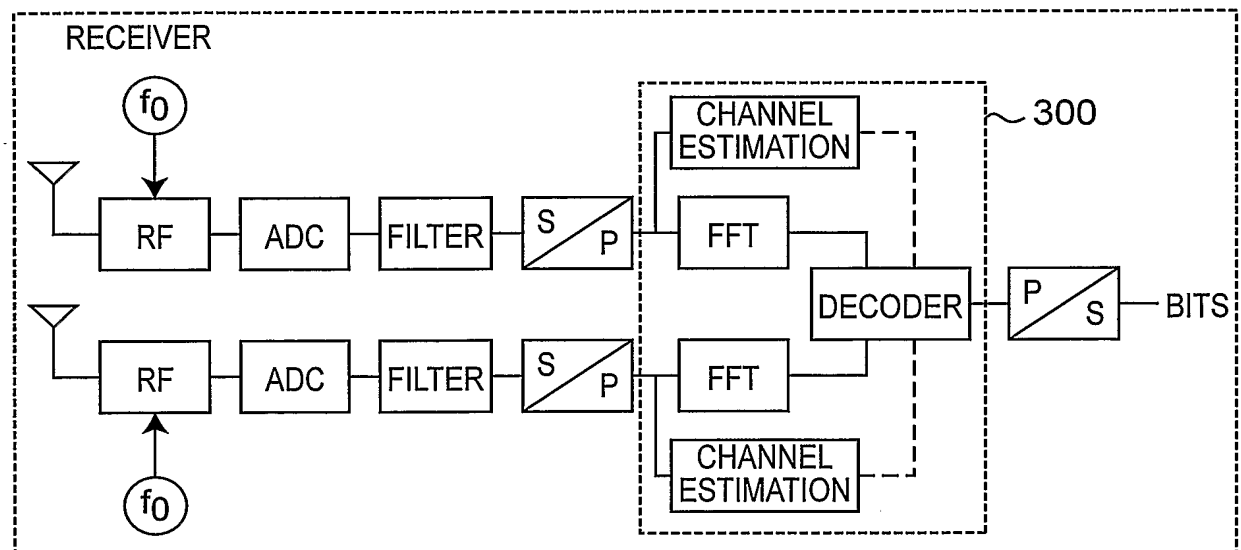 RECEIVER
f0
CHANNEL
ESTIMATION
300
RF
ADC
FILTER
S
P
FFT
DECODER
P
S
BITS
RF
ADC
FILTER
S
P
FFT
CHANNEL
ESTIMATION
f0